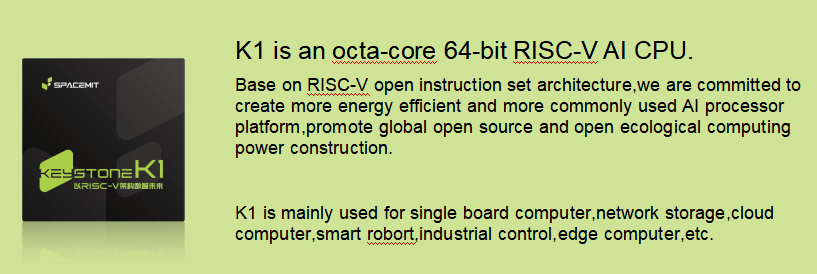 SPACEMIT
KEYSTONE K1
以RISC-V架构数智未来
K1 is an octa-core 64-bit RISC-V AI CPU.
Base on RISC-V open instruction set architecture,we are committed to
create more energy efficient and more commonly used AI processor
platform,promote global open source and open ecological computing
power construction.
K1 is mainly used for single board computer,network storage,cloud
computer,smart robort,industrial control,edge computer,etc.